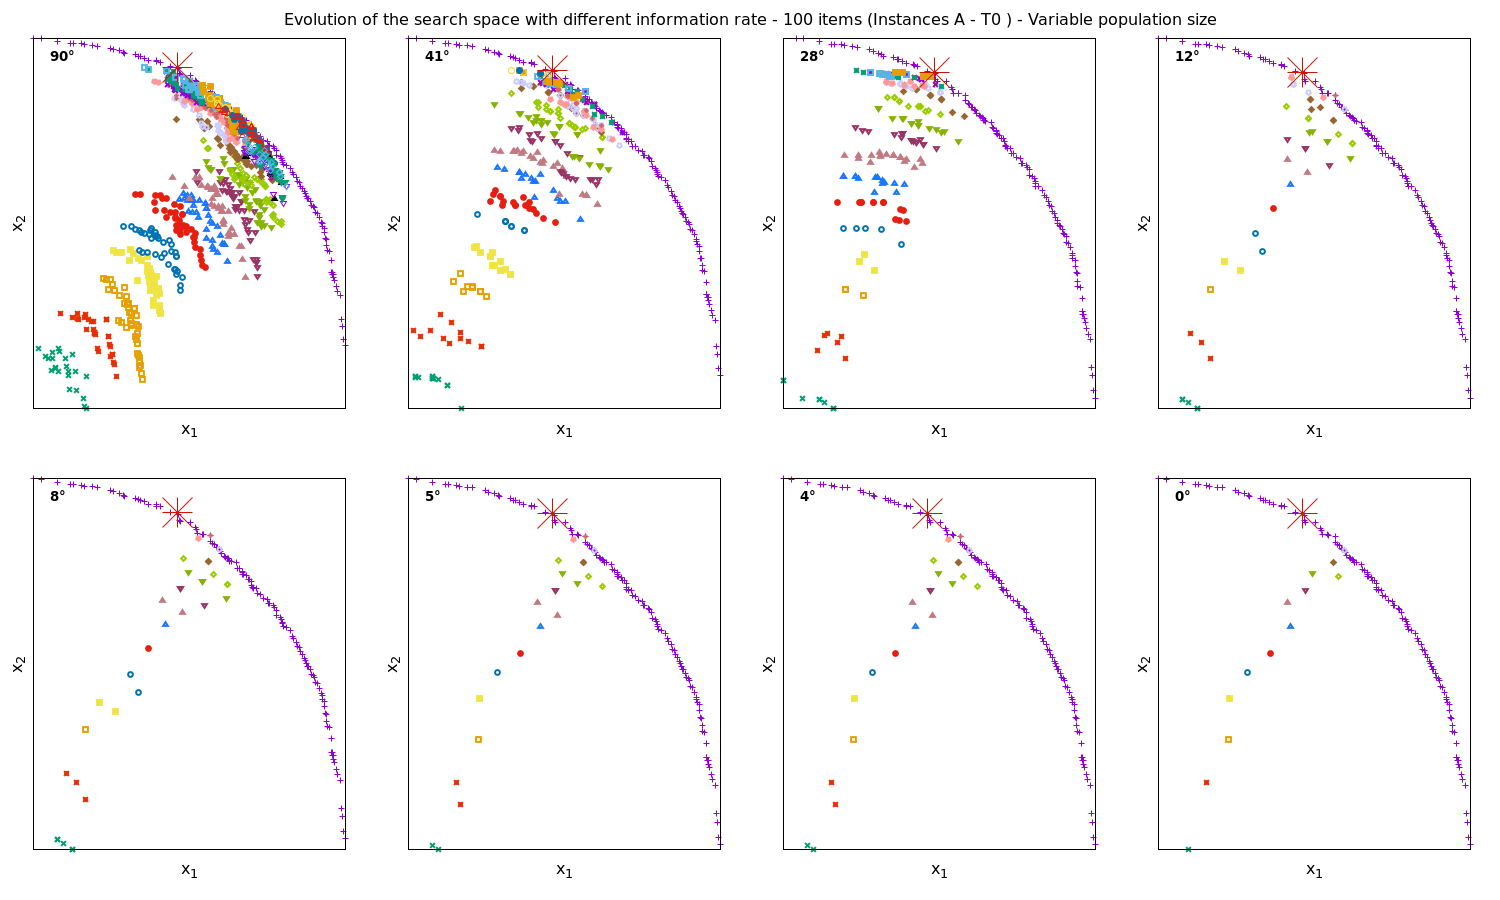 Evolution of the search space with different information rate - 100 items (Instances A - T0 ) - Variable population size
90°
41°
28°
12°
x2
x2
x2
x2
x1
x1
x1
x1
8°
5°
4°
0°
x2
x2
x2
x2
x1
x1
x1
x1